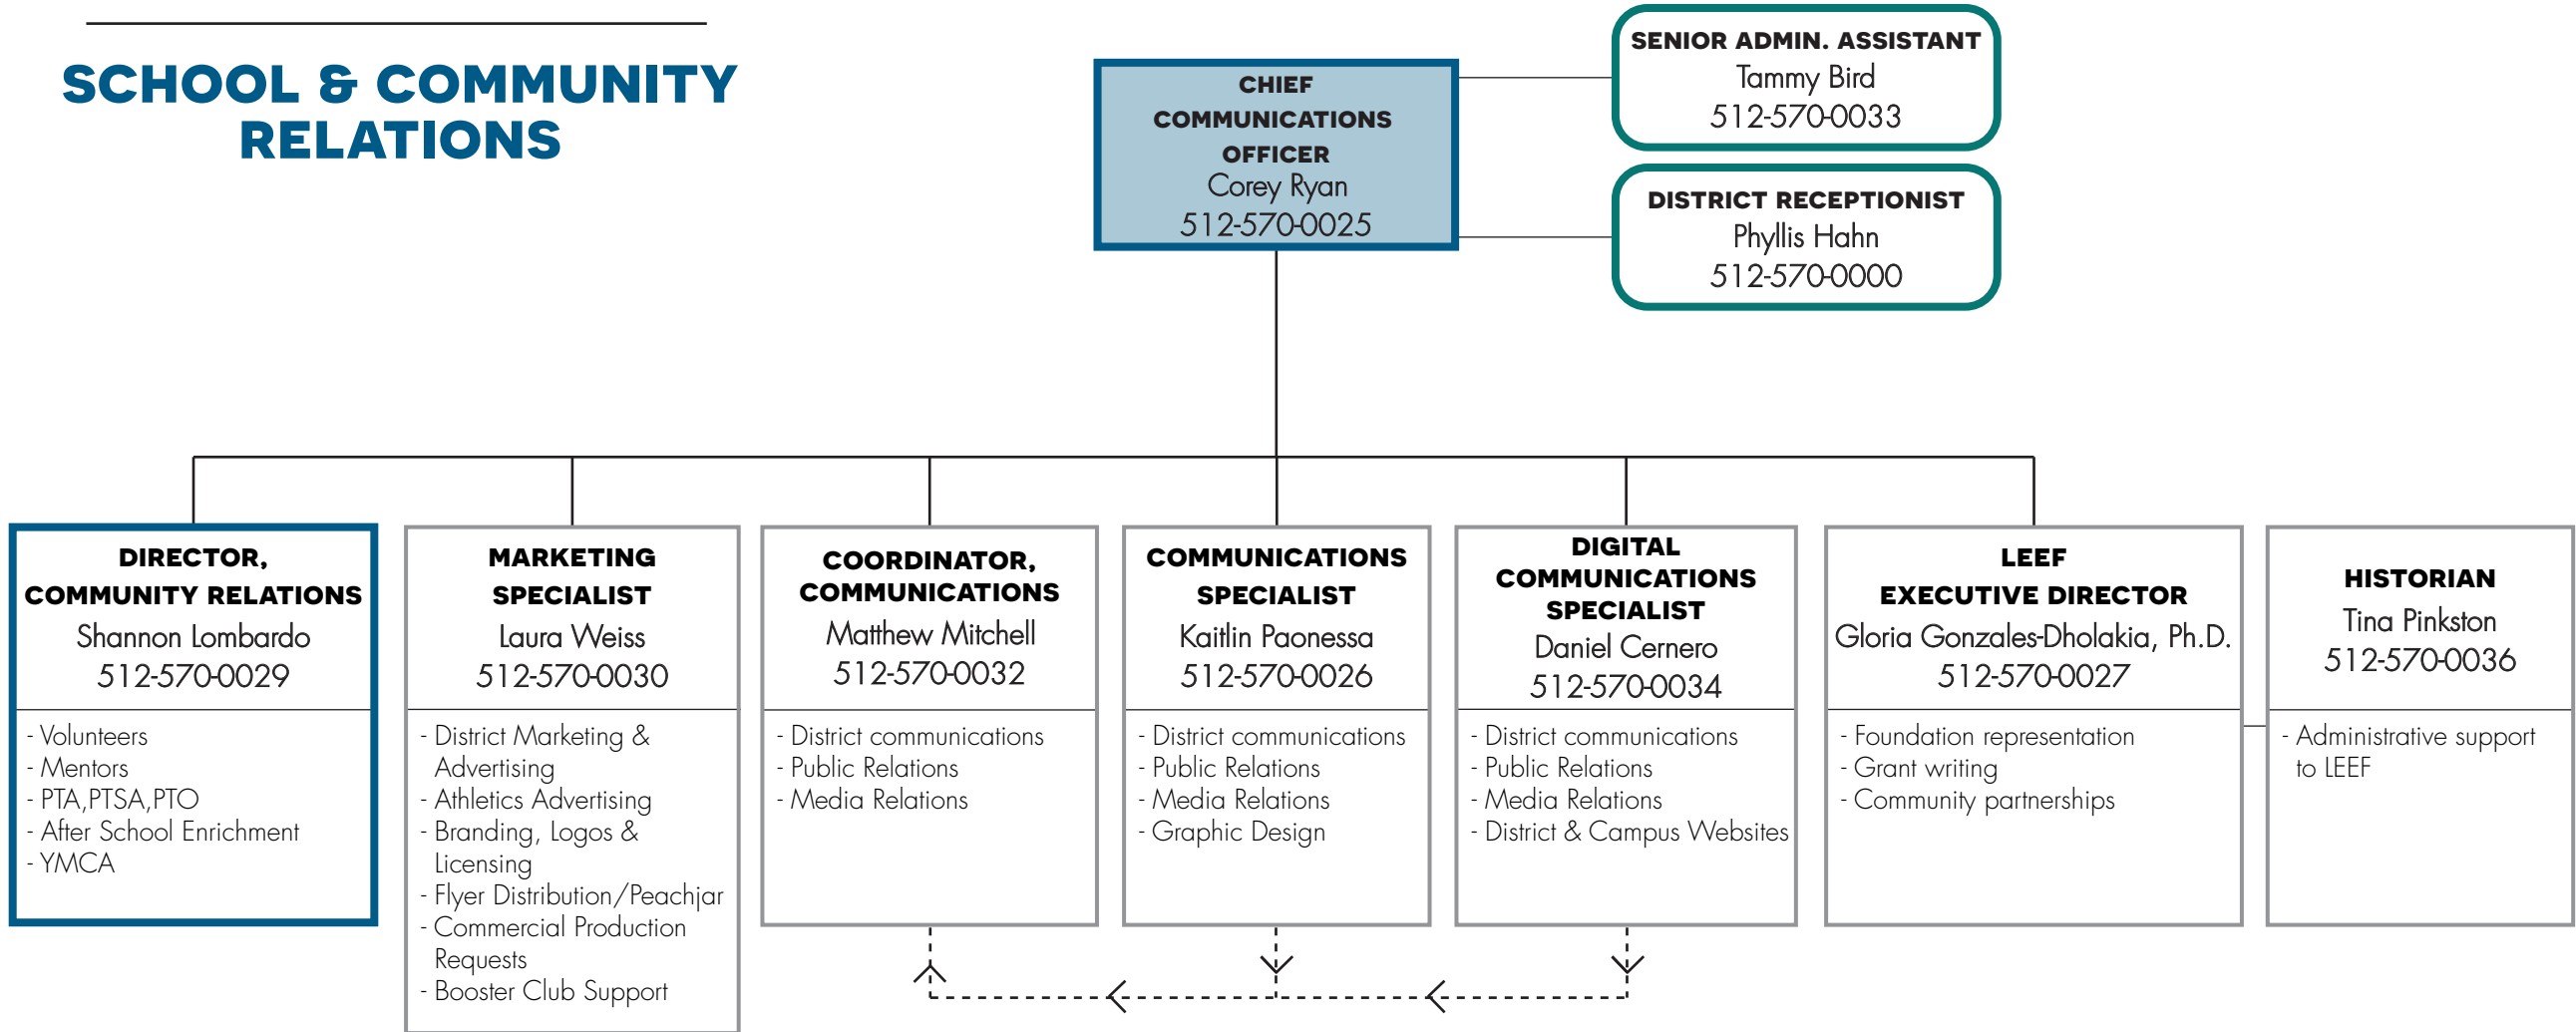 SCHOOL & COMMUNITY
RELATIONS
CHIEF
COMMUNICATIONS
OFFICER
Corey Ryan
512-570-0025
SENIOR ADMIN. ASSISTANT
Tammy Bird
512-570-0033
DISTRICT RECEPTIONIST
Phyllis Hahn
512-570-0000
DIRECTOR,
COMMUNITY RELATIONS
Shannon Lombardo
512-570-0029
- Volunteers
- Mentors
- PTA,PTSA,PTO
- After School Enrichment
- YMCA
MARKETING
SPECIALIST
Laura Weiss
512-570-0030
- District Marketing &
Advertising
- Athletics Advertising
- Branding, Logos &
Licensing
- Flyer Distribution/Peachjar
- Commercial Production
Requests
- Booster Club Support
COORDINATOR,
COMMUNICATIONS
Matthew Mitchell
512-570-0032
- District communications
- Public Relations
- Media Relations
COMMUNICATIONS
SPECIALIST
Kaitlin Paonessa
512-570-0026
- District communications
- Public Relations
- Media Relations
- Graphic Design
DIGITAL
COMMUNICATIONS
SPECIALIST
Daniel Cernero
512-570-0034
- District communications
- Public Relations
- Media Relations
- District & Campus Websites
LEEF
EXECUTIVE DIRECTOR
Gloria Gonzales-Dholakia, Ph.D.
512-570-0027
- Foundation representation
- Grant writing
- Community partnerships
HISTORIAN
Tina Pinkston
512-570-0036
- Administrative support
to LEEF